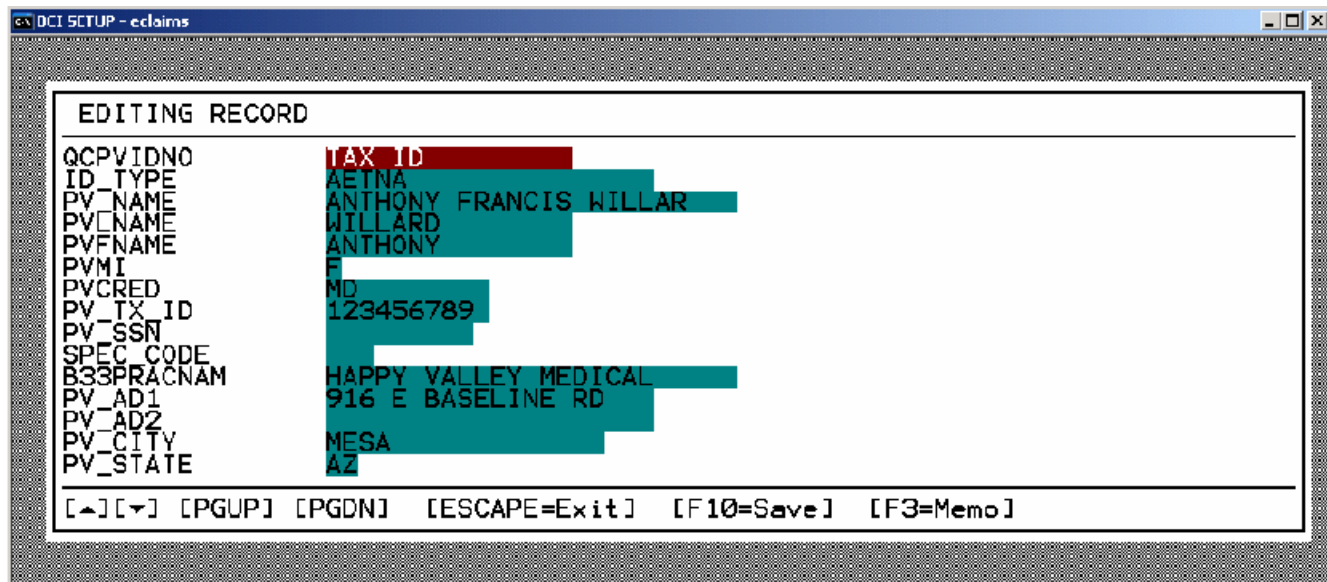 DCI SETUP - eclaims
EDITING RECORD
QCPVIDNO TAX ID
ID_TYPE AETNA
PV_NAME ANTHONY FRANCIS WILLAR
PVLNAME WILLARD
PVFNAME ANTHONY
PVMI F
PVCRED MD
PV_TX_ID 123456789
PV_SSN
SPEC_CODE
B33PRACNAM HAPPY VALLEY MEDICAL
PV_AD1 916 E BASELINE RD
PV_AD2
PV_CITY MESA
PV_STATE AZ
[▲][▼] [PGUP] [PGDN] [ESCAPE=Exit] [F10=Save] [F3=Memo]